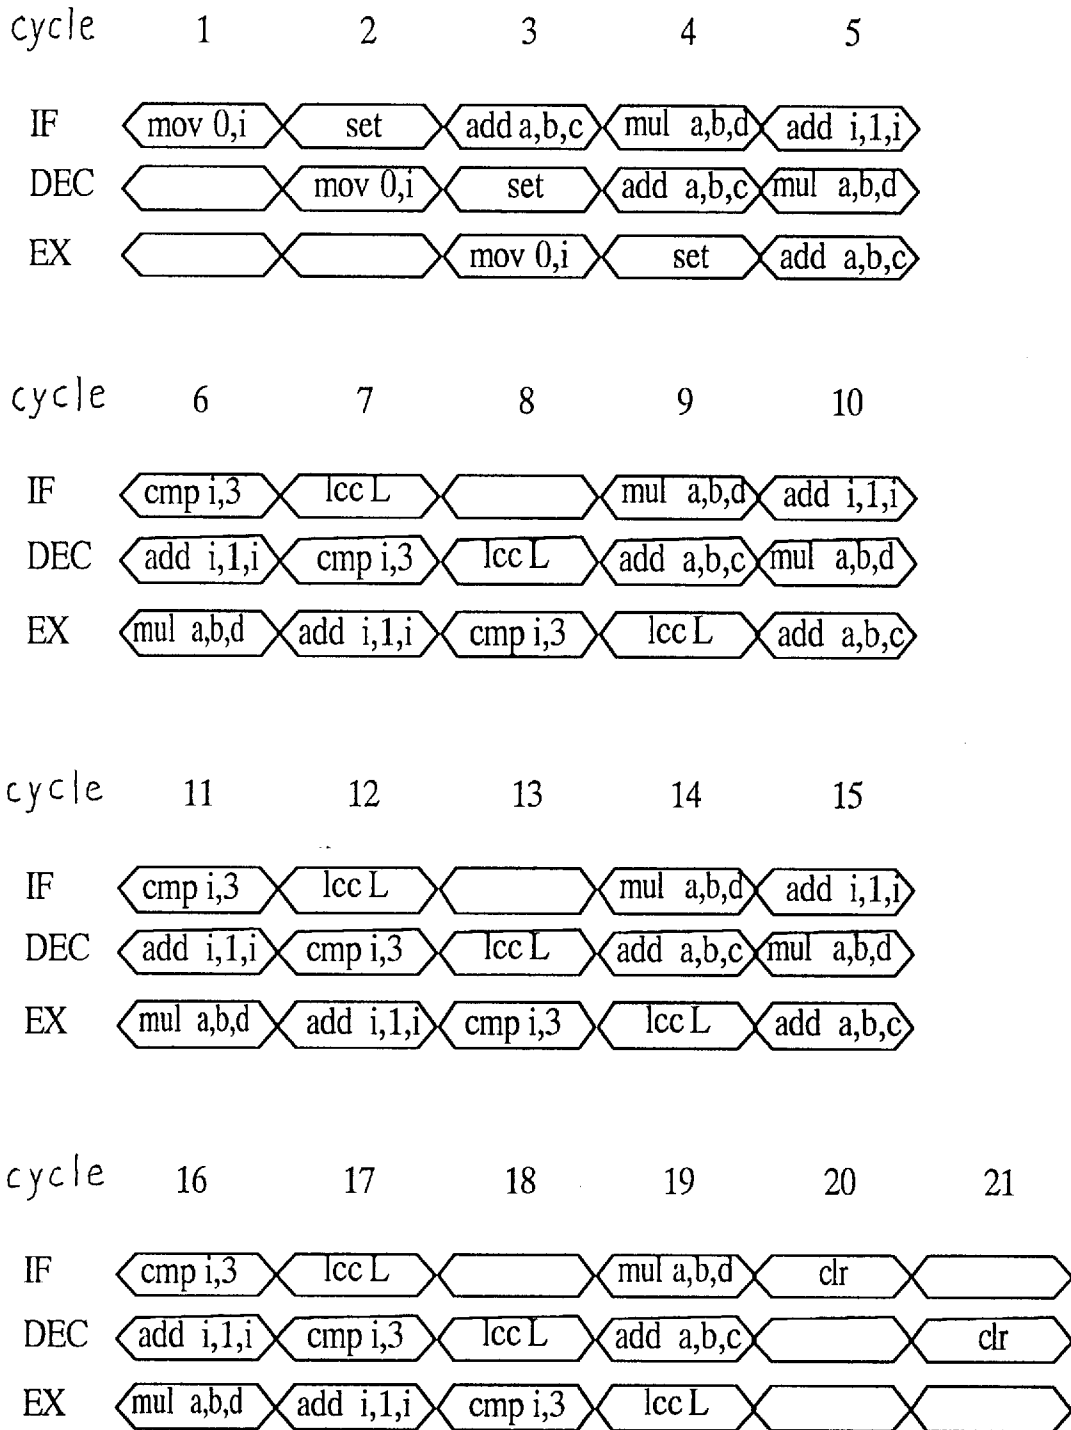 cycle 1 2 3 4 5
IF mov 0,i set add a,b,c mul a,b,d add i,1,i
DEC mov 0,i set add a,b,c mul a,b,d
EX mov 0,i set add a,b,c
cycle 6 7 8 9 10
IF cmp i,3 lcc L mul a,b,d add i,1,i
DEC add i,1,i cmp i,3 lcc L add a,b,c mul a,b,d
EX mul a,b,d add i,1,i cmp i,3 lcc L add a,b,c
cycle 11 12 13 14 15
IF cmp i,3 lcc L mul a,b,d add i,1,i
DEC add i,1,i cmp i,3 lcc L add a,b,c mul a,b,d
EX mul a,b,d add i,1,i cmp i,3 lcc L add a,b,c
cycle 16 17 18 19 20 21
IF cmp i,3 lcc L mul a,b,d clr
DEC add i,1,i cmp i,3 lcc L add a,b,c clr
EX mul a,b,d add i,1,i cmp i,3 lcc L